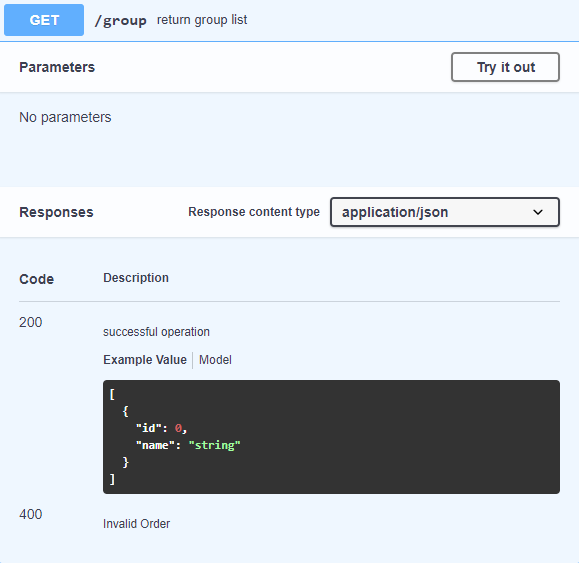 GET /group return group list
Parameters Try it out
No parameters
Responses Response content type application/json
Code Description
200
successful operation
Example Value Model
[
  {
    "id": 0,
    "name": "string"
  }
]
400
Invalid Order